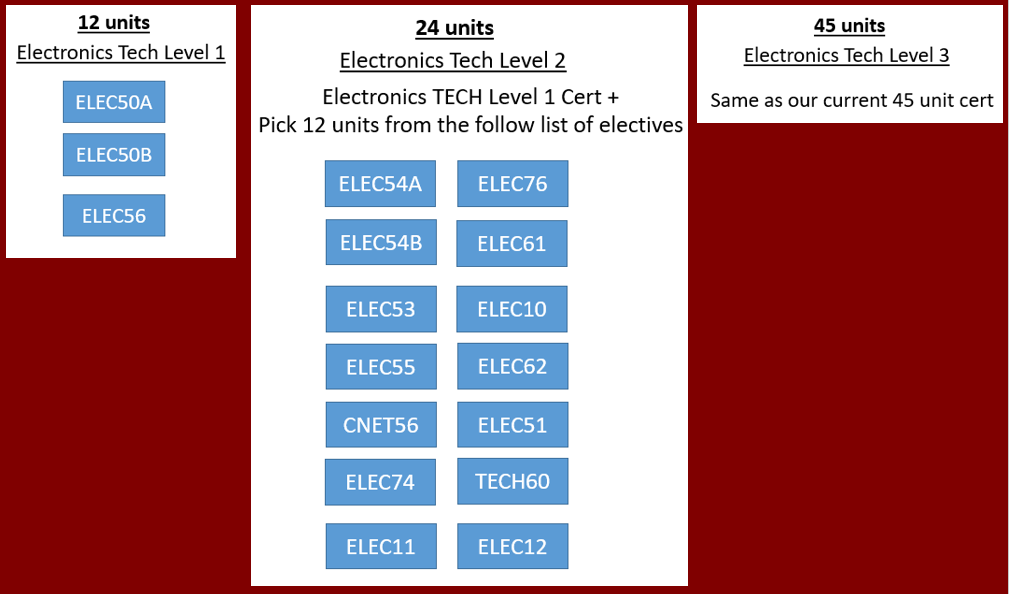 12 units
Electronics Tech Level 1
ELEC50A
ELEC50B
ELEC56
24 units
Electronics Tech Level 2
Electronics TECH Level 1 Cert +
Pick 12 units from the follow list of electives
ELEC54A ELEC76
ELEC54B ELEC61
ELEC53 ELEC10
ELEC55 ELEC62
CNET56 ELEC51
ELEC74 TECH60
ELEC11 ELEC12
45 units
Electronics Tech Level 3
Same as our current 45 unit cert